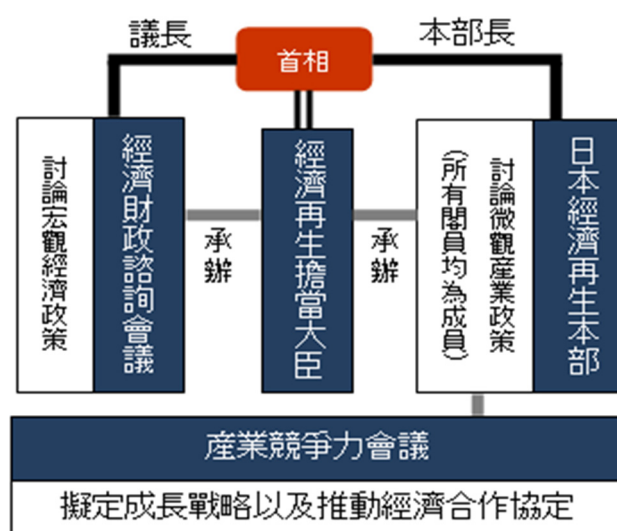 議長
首相
本部長
討論宏觀經濟政策
經濟財政諮詢會議
承辦
經濟再生擔當大臣
承辦
討論微觀產業政策
(所有閣員均為成員)
日本經濟再生本部
產業競爭力會議
擬定成長戰略以及推動經濟合作協定